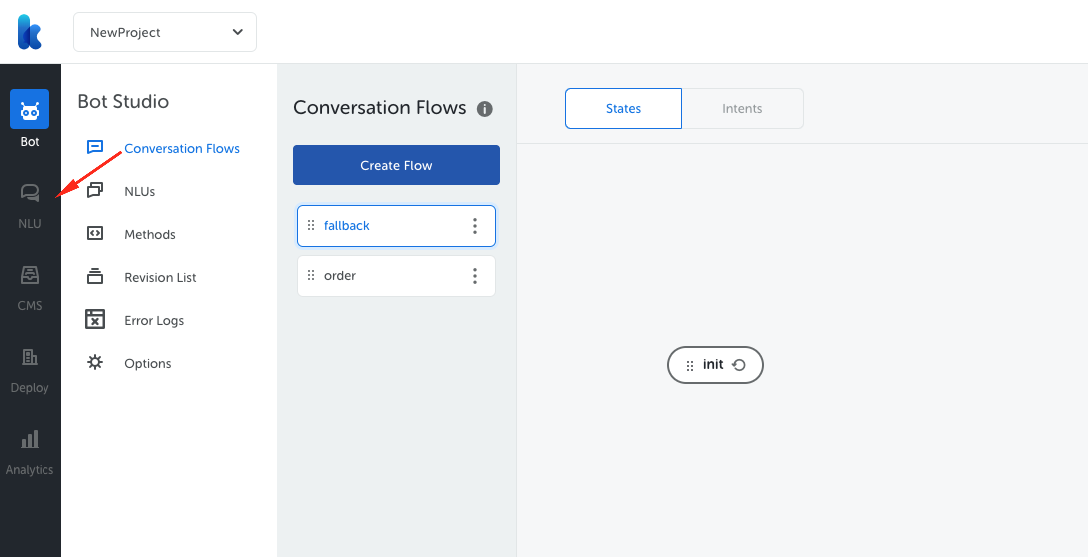 NewProject
Bot
NLU
CMS
Deploy
Analytics
Bot Studio
Conversation Flows
NLUs
Methods
Revision List
Error Logs
Options
Conversation Flows
Create Flow
fallback
order
States
Intents
init